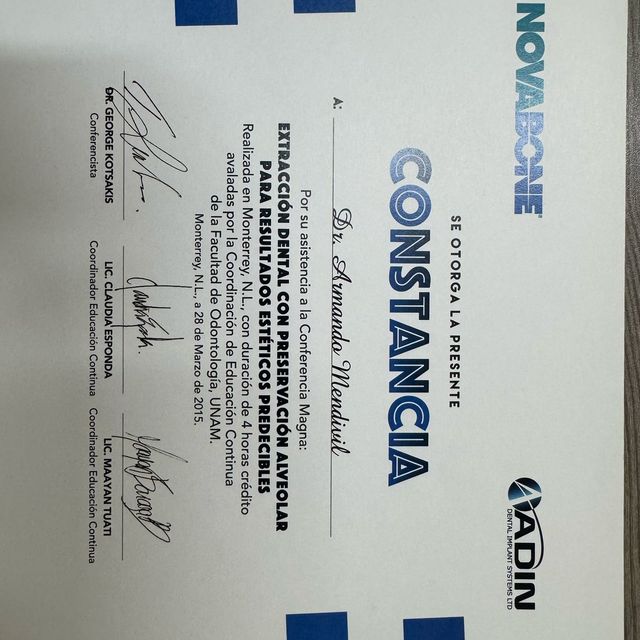 NOVABONE
AADIN
DENTAL IMPLANT SYSTEMS LTD
SE OTORGA LA PRESENTE
CONSTANCIA
A: Dr. Armando Mendivil
Por su asistencia a la Conferencia Magna:
EXTRACCIÓN DENTAL CON PRESERVACIÓN ALVEOLAR
PARA RESULTADOS ESTÉTICOS PREDECIBLES
Realizada en Monterrey, N.L., con duración de 4 horas crédito
avaladas por la Coordinación de Educación Continua
de la Facultad de Odontología, UNAM.
Monterrey, N.L., a 28 de Marzo de 2015.
DR. GEORGE KOTSAKIS
Conferencista
LIC. CLAUDIA ESPONDA
Coordinador Educación Continua
LIC. MAAYAN TUATI
Coordinador Educación Continua